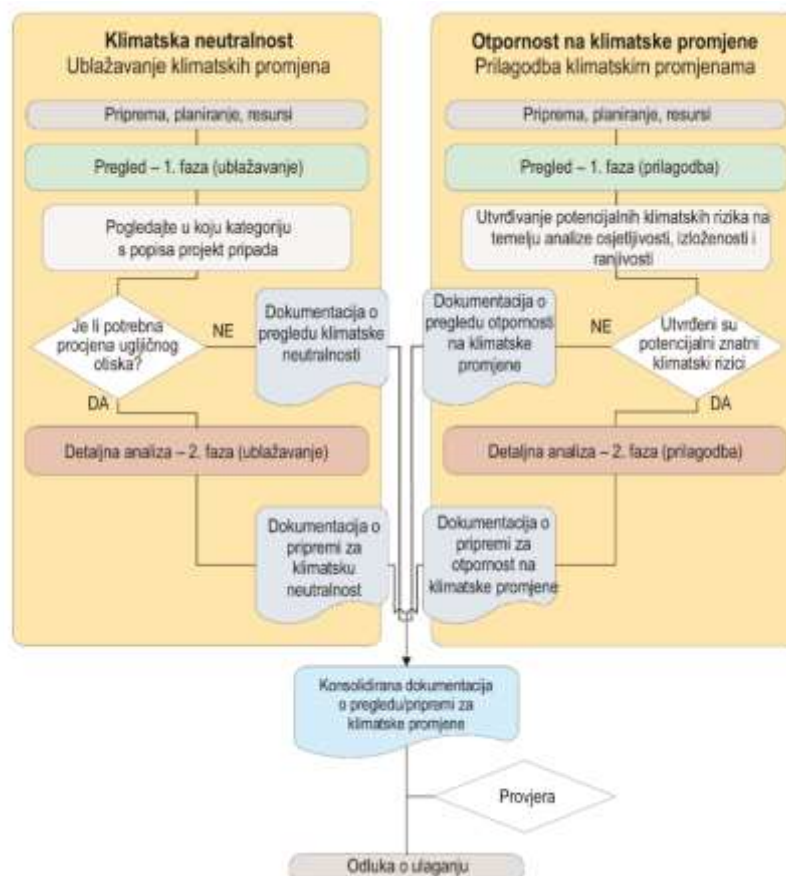 Klimatska neutralnost
Ublažavanje klimatskih promjena
Priprema, planiranje, resursi
Pregled – 1. faza (ublažavanje)
Pogledajte u koju kategoriju
s popisa projekt pripada
Je li potrebna
procjena ugljičnog
otiska?
NE
Dokumentacija o
pregledu klimatske
neutralnosti
DA
Detaljna analiza – 2. faza (ublažavanje)
Dokumentacija o
pripremi za
klimatsku
neutralnost
Otpornost na klimatske promjene
Prilagodba klimatskim promjenama
Priprema, planiranje, resursi
Pregled – 1. faza (prilagodba)
Utvrđivanje potencijalnih klimatskih rizika na
temelju analize osjetljivosti, izloženosti i
ranjivosti
Dokumentacija o
pregledu otpornosti
na klimatske
promjene
NE
Utvrđeni su
potencijalni znatni
klimatski rizici
DA
Detaljna analiza – 2. faza (prilagodba)
Dokumentacija o
pripremi za
otpornost na
klimatske promjene
Konsolidirana dokumentacija
o pregledu/pripremi za
klimatske promjene
Provjera
Odluka o ulaganju